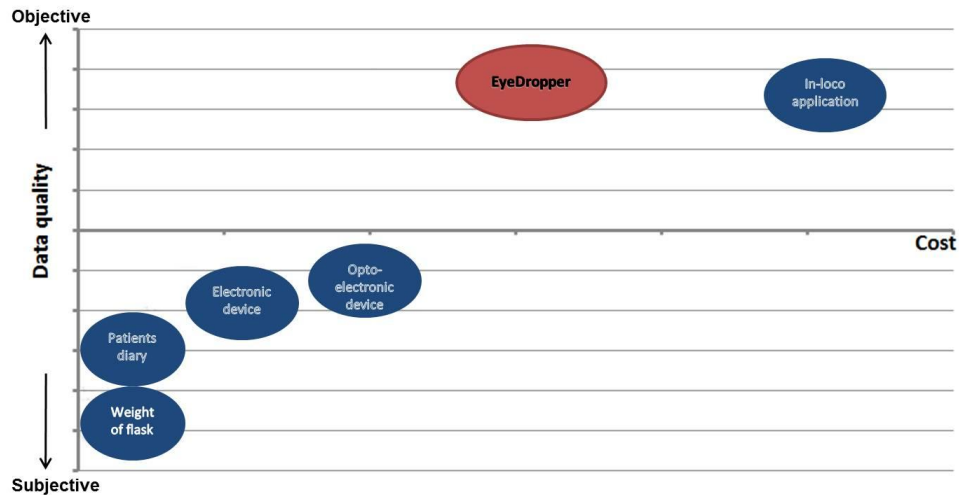 Objective
EyeDropper
In-loco
application
Data quality
Cost
Opto-
electronic
device
Electronic
device
Patients
diary
Weight
of flask
Subjective